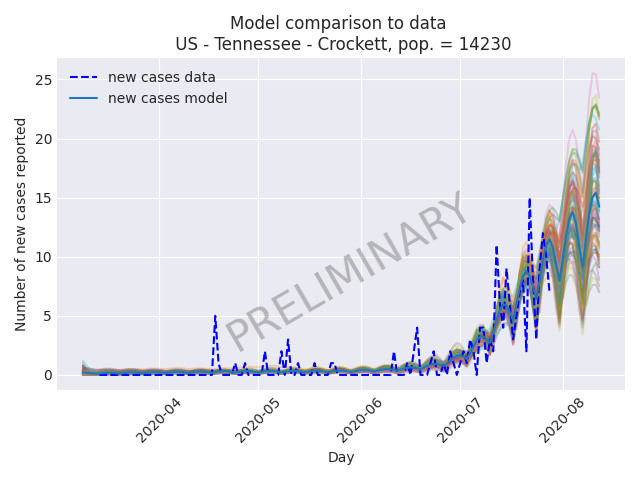 Model comparison to data
US - Tennessee - Crockett, pop. = 14230
new cases data
new cases model
Number of new cases reported
25
20
15
10
5
0
PRELIMINARY
2020-04
2020-05
2020-06
2020-07
2020-08
Day